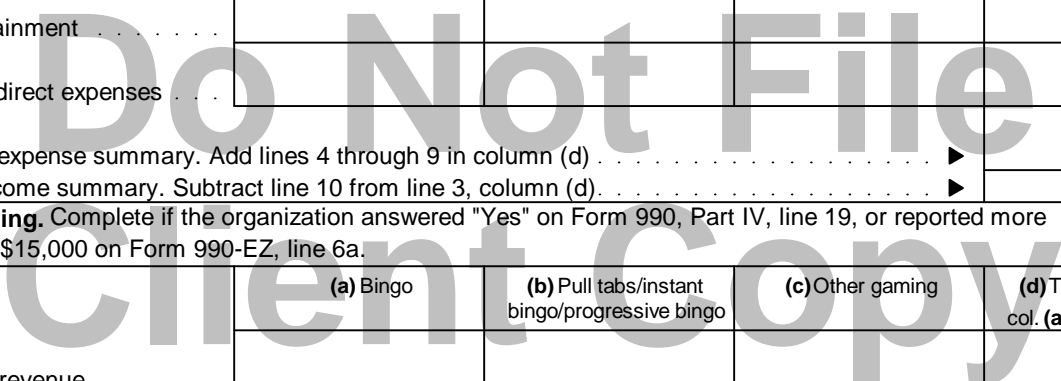 ainment . . . . . . .
direct expenses . . .
expense summary. Add lines 4 through 9 in column (d) . . . . . . . . . . . . . . . . . . ▶
come summary. Subtract line 10 from line 3, column (d). . . . . . . . . . . . . . . . . . ▶
Do Not File
ing. Complete if the organization answered "Yes" on Form 990, Part IV, line 19, or reported more
$15,000 on Form 990-EZ, line 6a.
Client Copy
(a) Bingo
(b) Pull tabs/instant
bingo/progressive bingo
(c) Other gaming
(d) T
col. (a
revenue